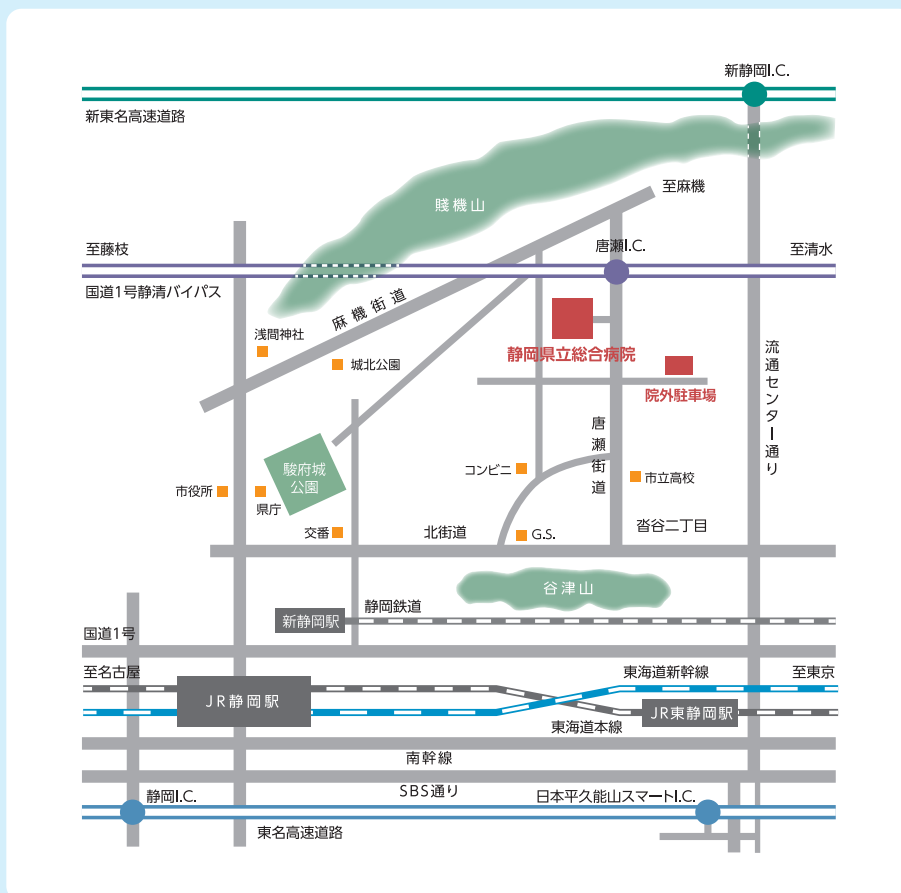 新静岡I.C.
新東名高速道路
至麻機
賤機山
至藤枝
唐瀬I.C.
至清水
国道1号静清バイパス
麻機街道
浅間神社
城北公園
静岡県立総合病院
流通センター通り
院外駐車場
唐瀬街道
駿府城
公園
コンビニ
市立高校
市役所
県庁
交番
北街道
G.S.
沓谷二丁目
谷津山
静岡鉄道
新静岡駅
国道1号
至名古屋
東海道新幹線
至東京
JR静岡駅
JR東静岡駅
東海道本線
南幹線
SBS通り
静岡I.C.
日本平久能山スマートI.C.
東名高速道路